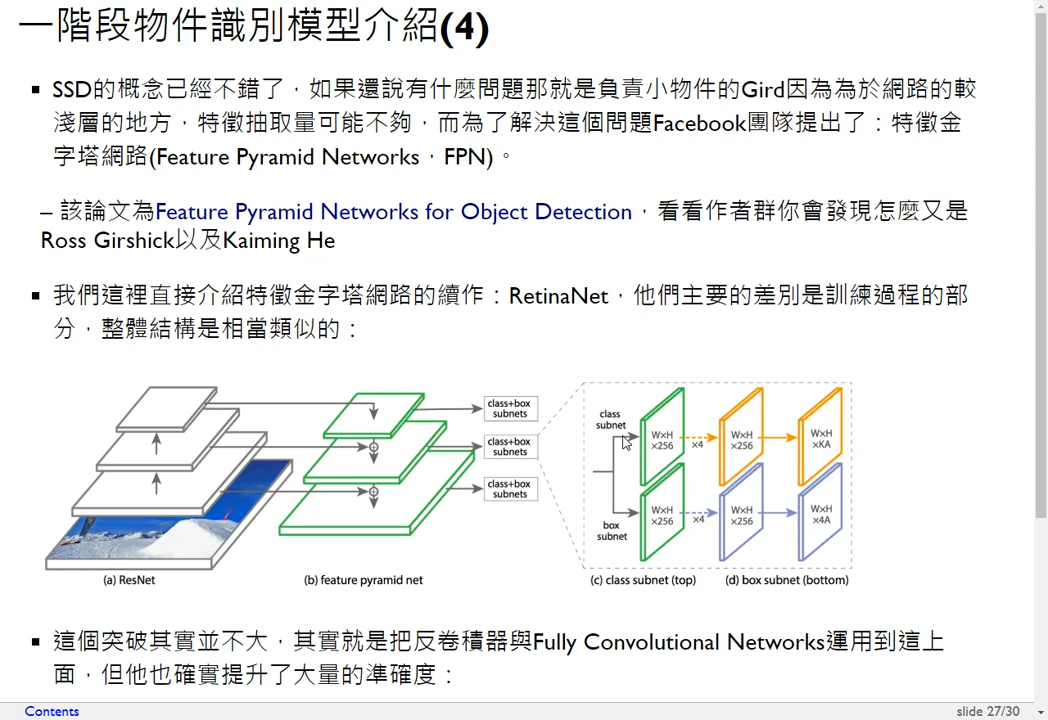 一階段物件識別模型介紹(4)
▪ SSD的概念已經不錯了，如果還說有什麼問題那就是負責小物件的Gird因為為於網路的較
淺層的地方，特徵抽取量可能不夠，而為了解決這個問題Facebook團隊提出了：特徵金
字塔網路(Feature Pyramid Networks，FPN)。
– 該論文為Feature Pyramid Networks for Object Detection，看看作者群你會發現怎麼又是
Ross Girshick以及Kaiming He
▪ 我們這裡直接介紹特徵金字塔網路的續作：RetinaNet，他們主要的差別是訓練過程的部
分，整體結構是相當類似的：
class+box
subnets
class+box
subnets
class+box
subnets
class
subnet
W×H
×256
×4
W×H
×256
W×H
×KA
box
subnet
W×H
×256
×4
W×H
×256
W×H
×4A
(a) ResNet
(b) feature pyramid net
(c) class subnet (top)
(d) box subnet (bottom)
▪ 這個突破其實並不大，其實就是把反卷積器與Fully Convolutional Networks運用到這上
面，但他也確實提升了大量的準確度：
Contents
slide 27/30